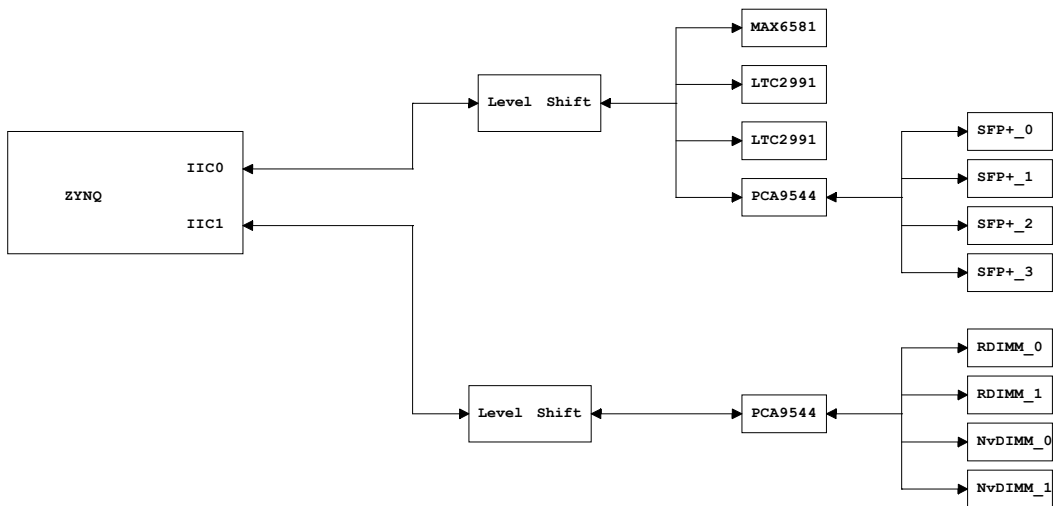 MAX6581
Level Shift
LTC2991
LTC2991
SFP+_0
IIC0
SFP+_1
ZYNQ
PCA9544
IIC1
SFP+_2
SFP+_3
RDIMM_0
RDIMM_1
Level Shift
PCA9544
NvDIMM_0
NvDIMM_1